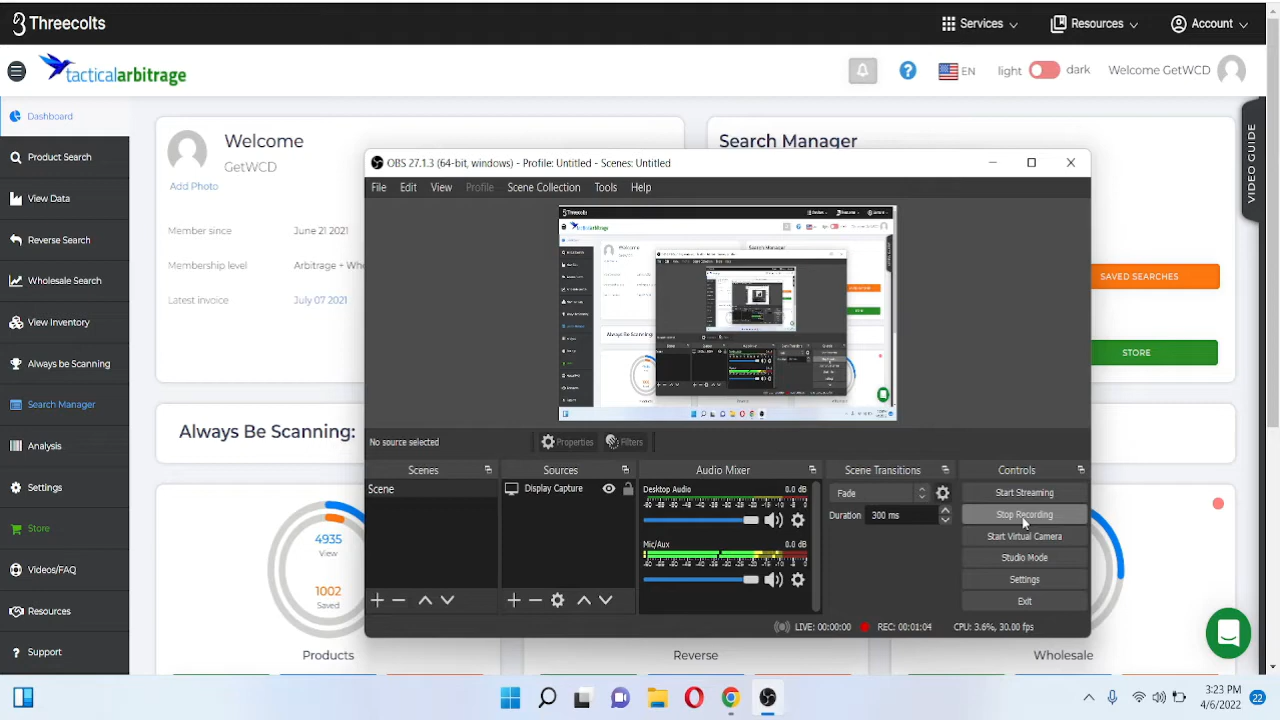 Threecolts
Services
Resources
Account
tacticalarbitrage
EN
light
dark
Welcome GetWCD
Dashboard
Product Search
View Data
Reverse Search
Wholesale Search
View Inventory
Search Manager
Analysis
Settings
Store
Resources
Support
Welcome
GetWCD
Add Photo
Member since
June 21 2021
Membership level
Latest invoice
July 07 2021
Search Manager
SAVED SEARCHES
STORE
VIDEO GUIDE
Always Be Scanning:
4935
View
1002
Saved
Products
Reverse
Wholesale
OBS 27.1.3 (64-bit, windows) - Profile: Untitled - Scenes: Untitled
File
Edit
View
Profile
Scene Collection
Tools
Help
No source selected
Properties
Filters
Scenes
Scene
Sources
Display Capture
Audio Mixer
Desktop Audio
0.0 dB
Mic/Aux
0.0 dB
Scene Transitions
Fade
Duration
300 ms
Controls
Start Streaming
Stop Recording
Start Virtual Camera
Studio Mode
Settings
Exit
LIVE: 00:00:00
REC: 00:01:04
CPU: 3.6%, 30.00 fps
3:23 PM
4/6/2022
22